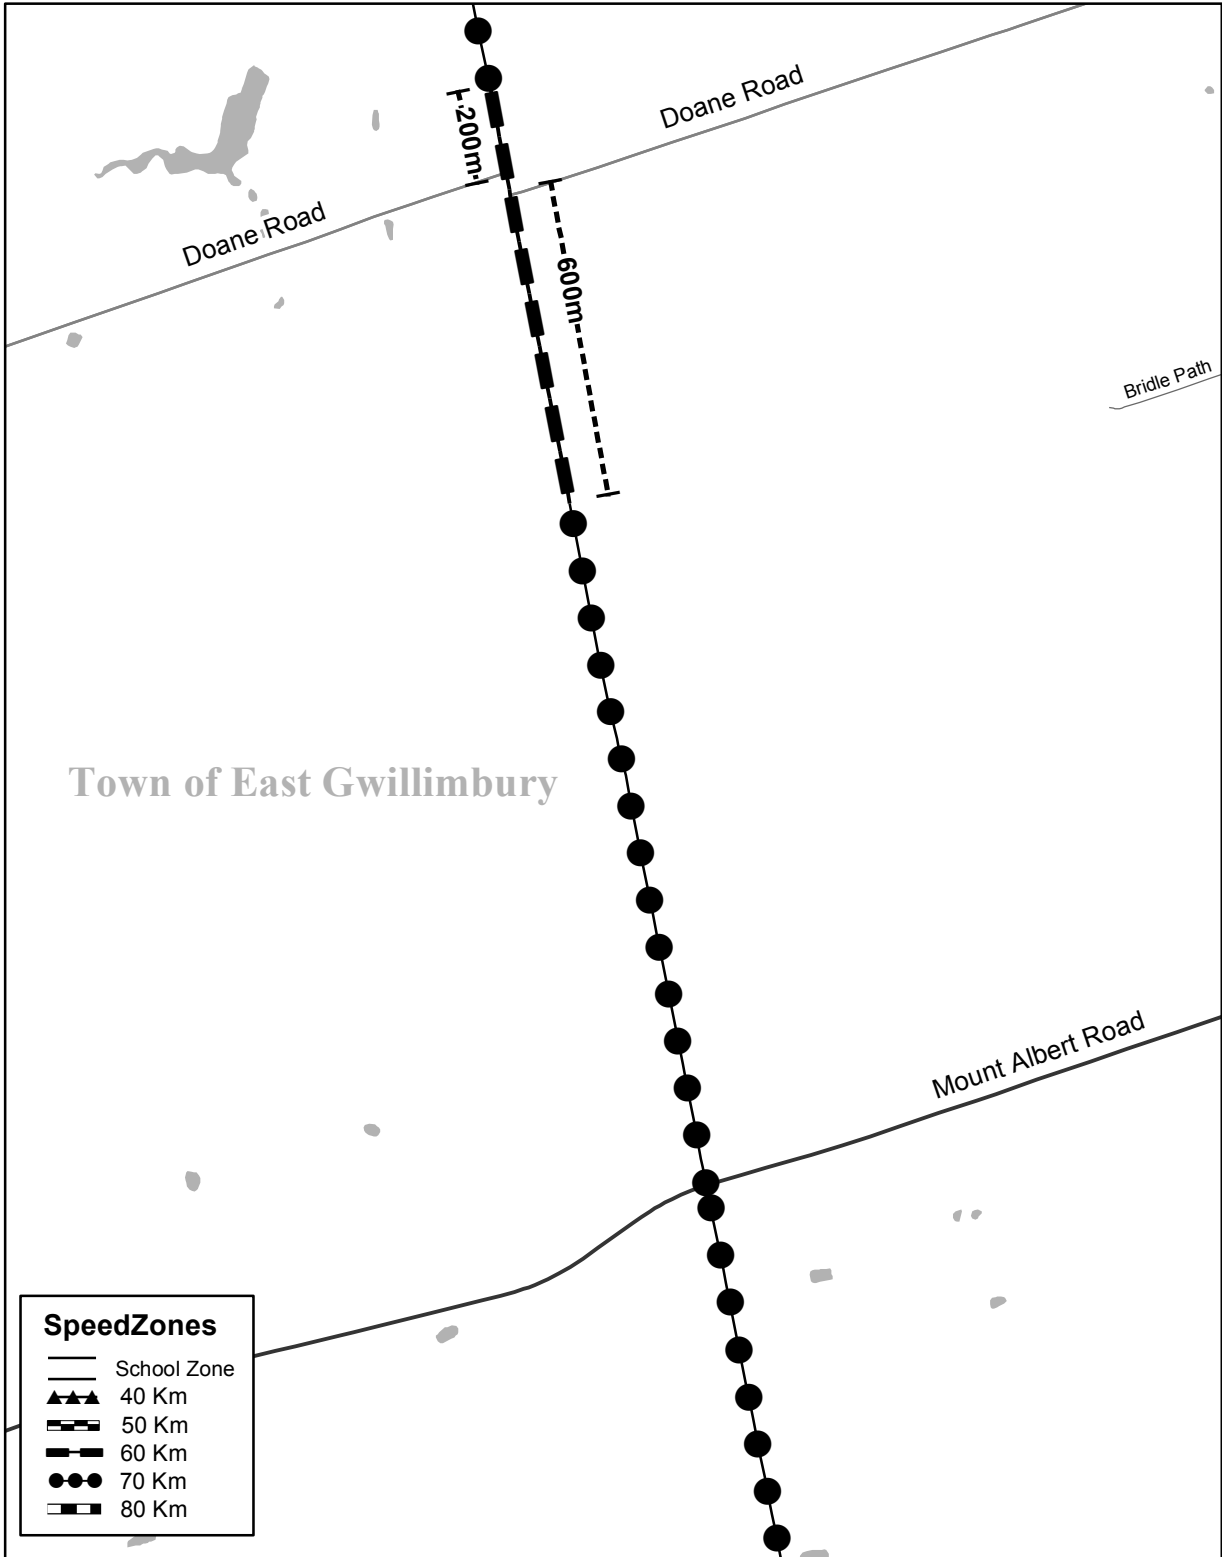 Doane Road
200m
Doane Road
600m
Bridle Path
Town of East Gwillimbury
Mount Albert Road
SpeedZones
School Zone
40 Km
50 Km
60 Km
70 Km
80 Km